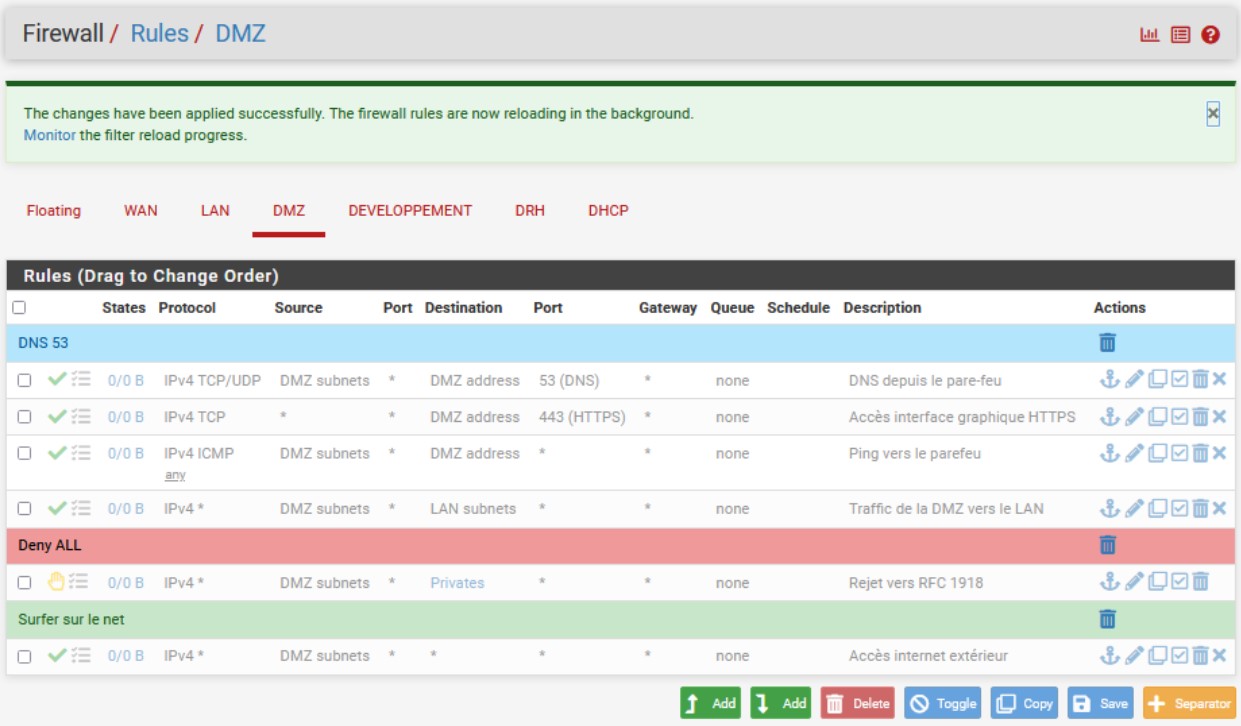 Firewall / Rules / DMZ
The changes have been applied successfully. The firewall rules are now reloading in the background.
Monitor the filter reload progress.
Floating WAN LAN DMZ DEVELOPPEMENT DRH DHCP
Rules (Drag to Change Order)
States Protocol Source Port Destination Port Gateway Queue Schedule Description Actions
DNS 53
0/0 B IPv4 TCP/UDP DMZ subnets * DMZ address 53 (DNS) * none DNS depuis le pare-feu
0/0 B IPv4 TCP * * DMZ address 443 (HTTPS) * none Accès interface graphique HTTPS
0/0 B IPv4 ICMP DMZ subnets * DMZ address * * none Ping vers le parefeu
any
0/0 B IPv4 * DMZ subnets * LAN subnets * * none Traffic de la DMZ vers le LAN
Deny ALL
0/0 B IPv4 * DMZ subnets * Privates * * none Rejet vers RFC 1918
Surfer sur le net
0/0 B IPv4 * DMZ subnets * * * * none Accès internet extérieur
Add Add Delete Toggle Copy Save Separator